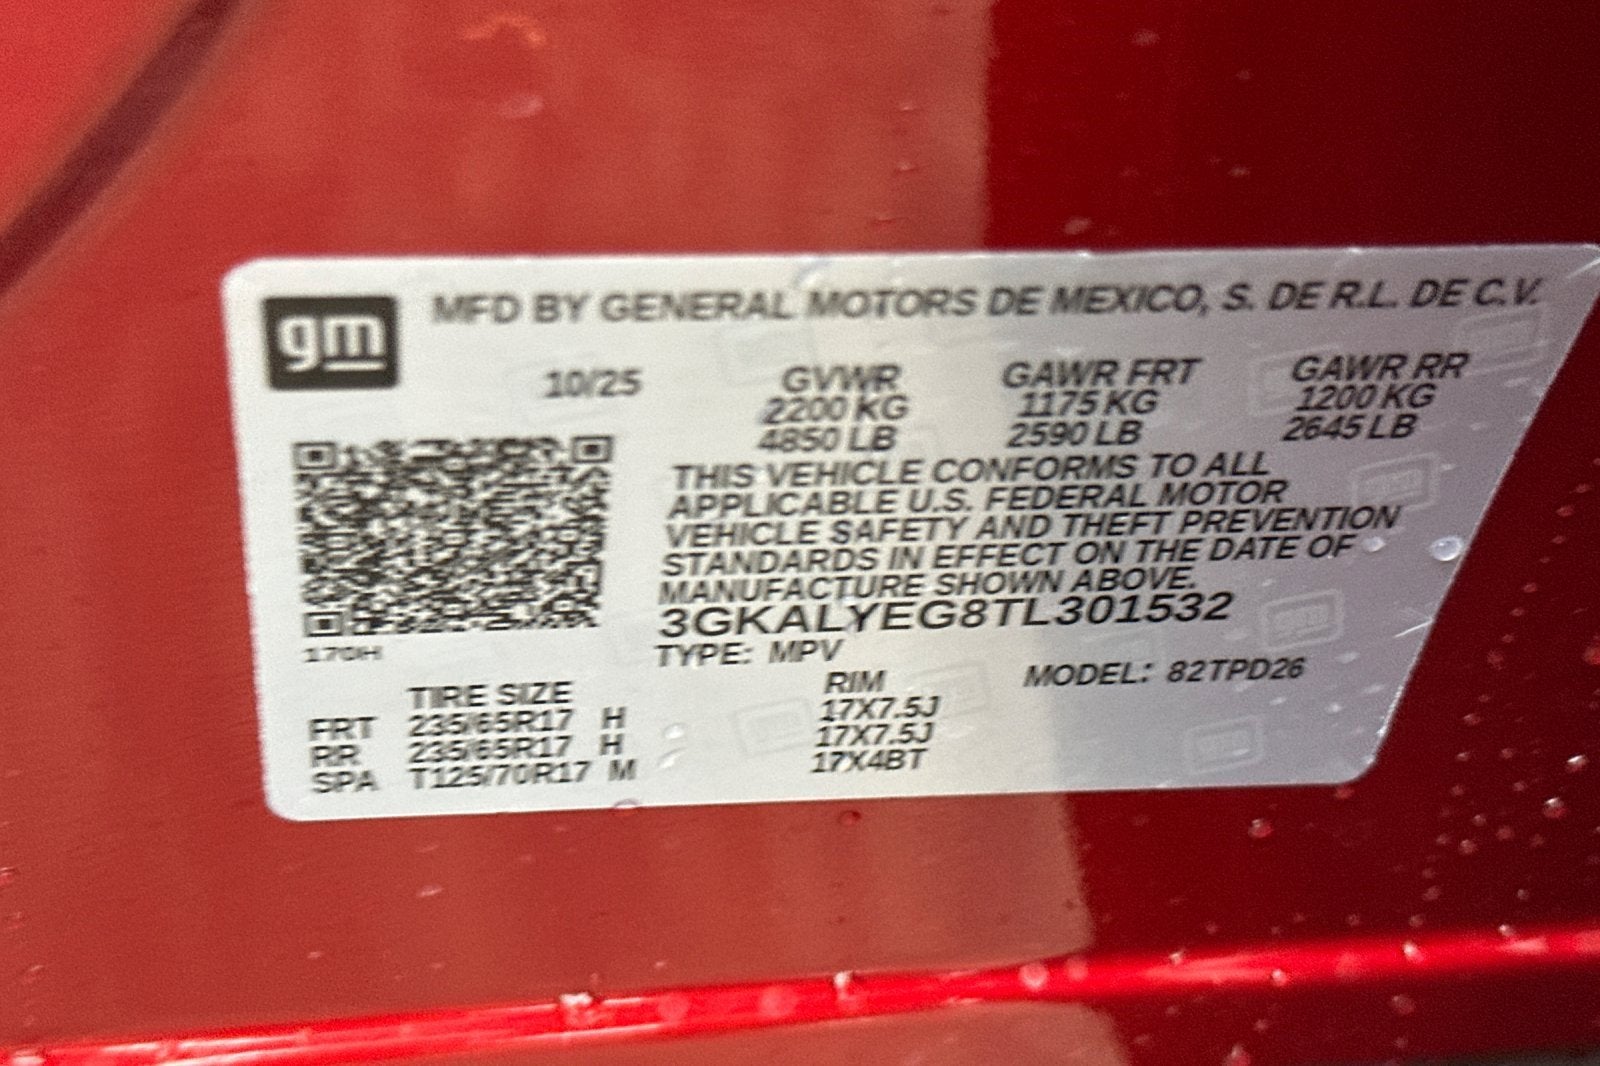 gm MFD BY GENERAL MOTORS DE MEXICO, S. DE R.L. DE C.V.
10/25 GVWR GAWR FRT GAWR RR
2200 KG 1175 KG 1200 KG
4850 LB 2590 LB 2645 LB
THIS VEHICLE CONFORMS TO ALL
APPLICABLE U.S. FEDERAL MOTOR
VEHICLE SAFETY AND THEFT PREVENTION
STANDARDS IN EFFECT ON THE DATE OF
MANUFACTURE SHOWN ABOVE.
3GKALYEG8TL301532
170H
TYPE: MPV MODEL: 82TPD26
TIRE SIZE RIM
FRT 235/65R17 H 17X7.5J
RR 235/65R17 H 17X7.5J
SPA T125/70R17 M 17X4BT